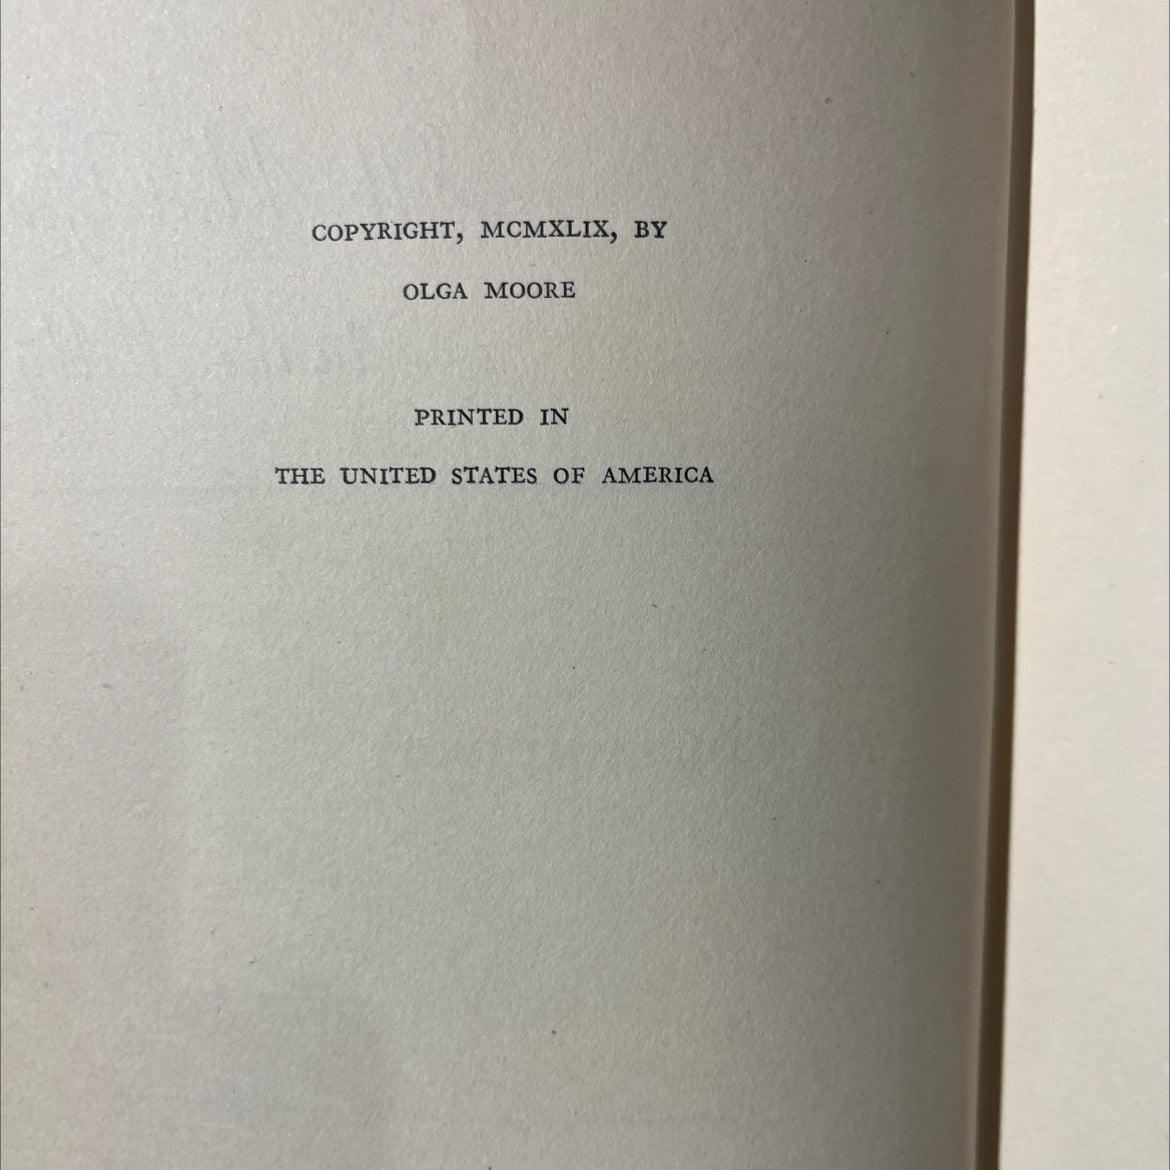 COPYRIGHT, MCMXLIX, BY
OLGA MOORE
PRINTED IN
THE UNITED STATES OF AMERICA